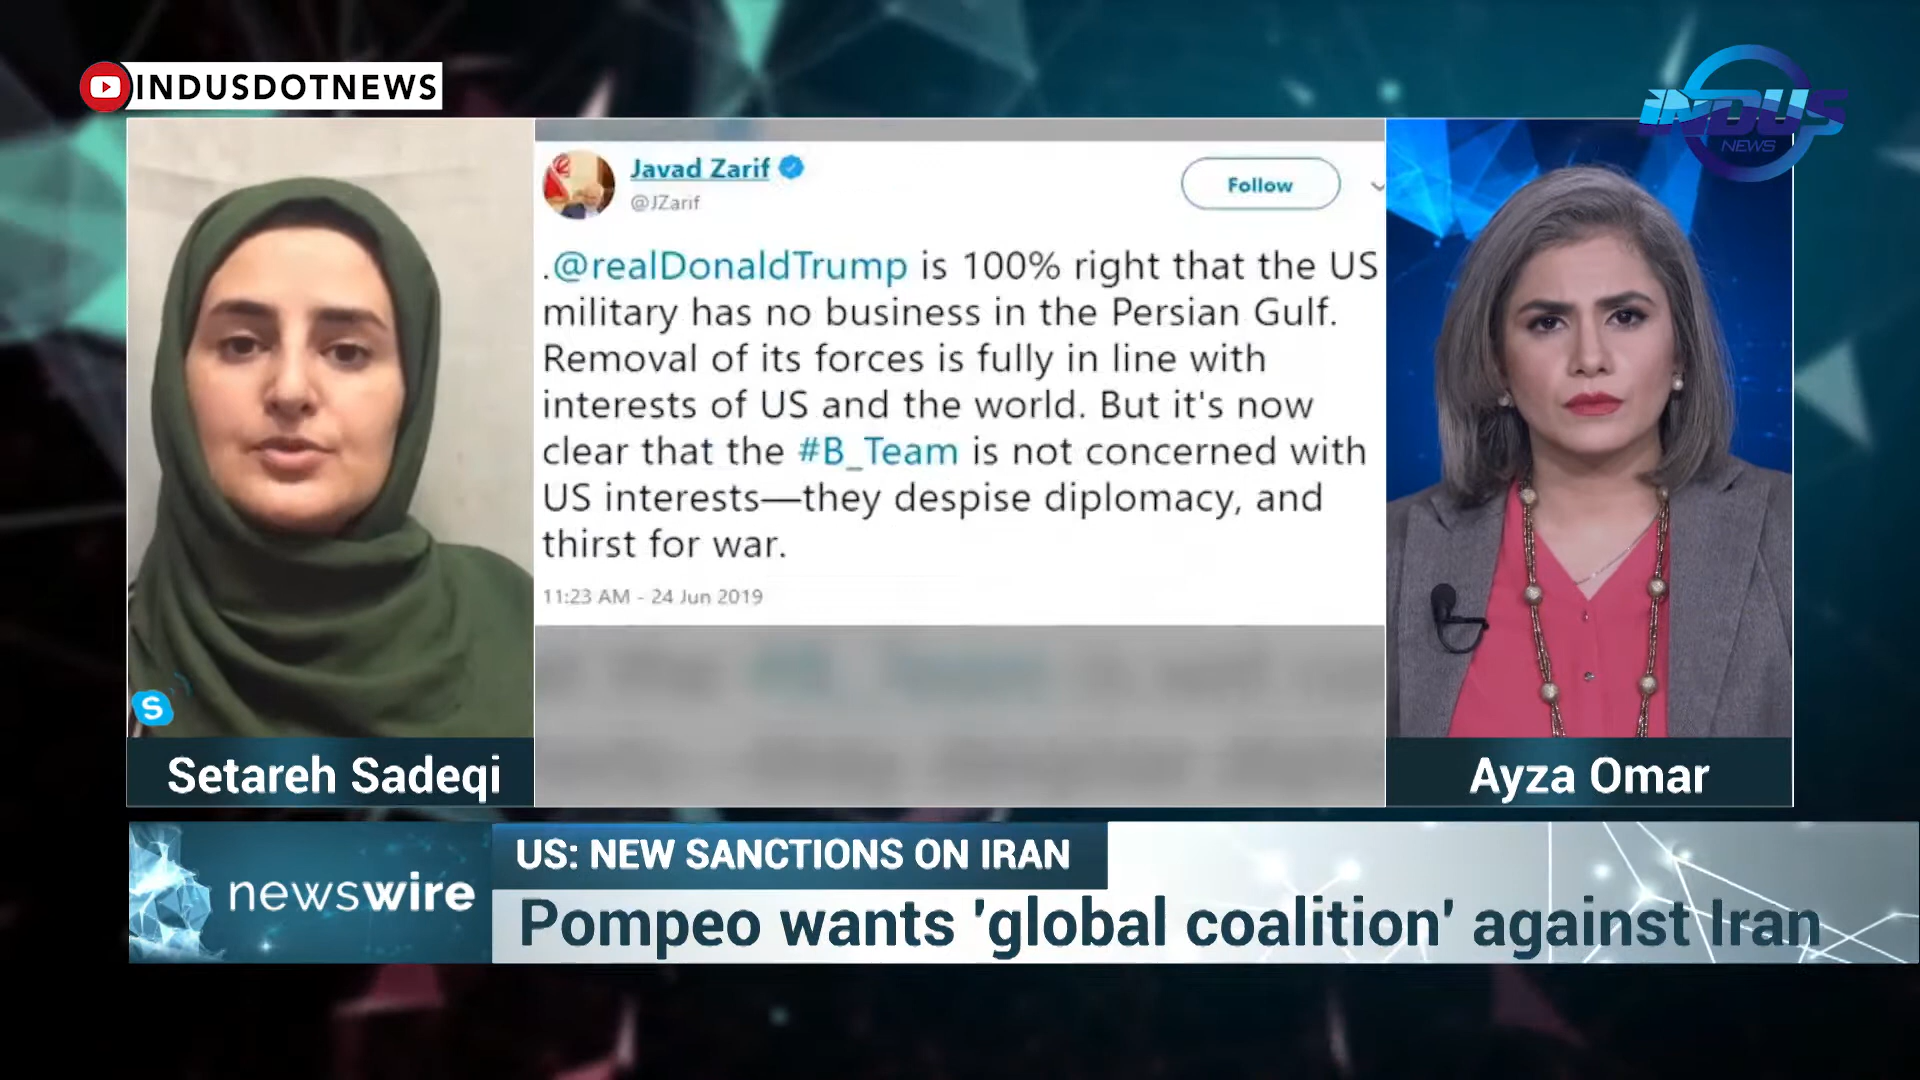 INDUSDOTNEWS
INDUS
NEWS
Javad Zarif
@JZarif
Follow
.@realDonaldTrump is 100% right that the US
military has no business in the Persian Gulf.
Removal of its forces is fully in line with
interests of US and the world. But it's now
clear that the #B_Team is not concerned with
US interests—they despise diplomacy, and
thirst for war.
11:23 AM - 24 Jun 2019
S
Setareh Sadeqi
Ayza Omar
newswire
US: NEW SANCTIONS ON IRAN
Pompeo wants 'global coalition' against Iran